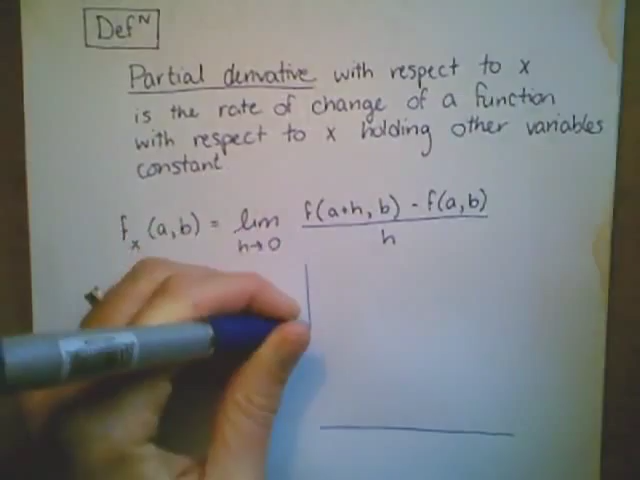 Defᴺ
Partial derivative with respect to x
is the rate of change of a function
with respect to x holding other variables
constant
fₓ(a,b) = lim h→0 f(a+h, b) - f(a,b) / h